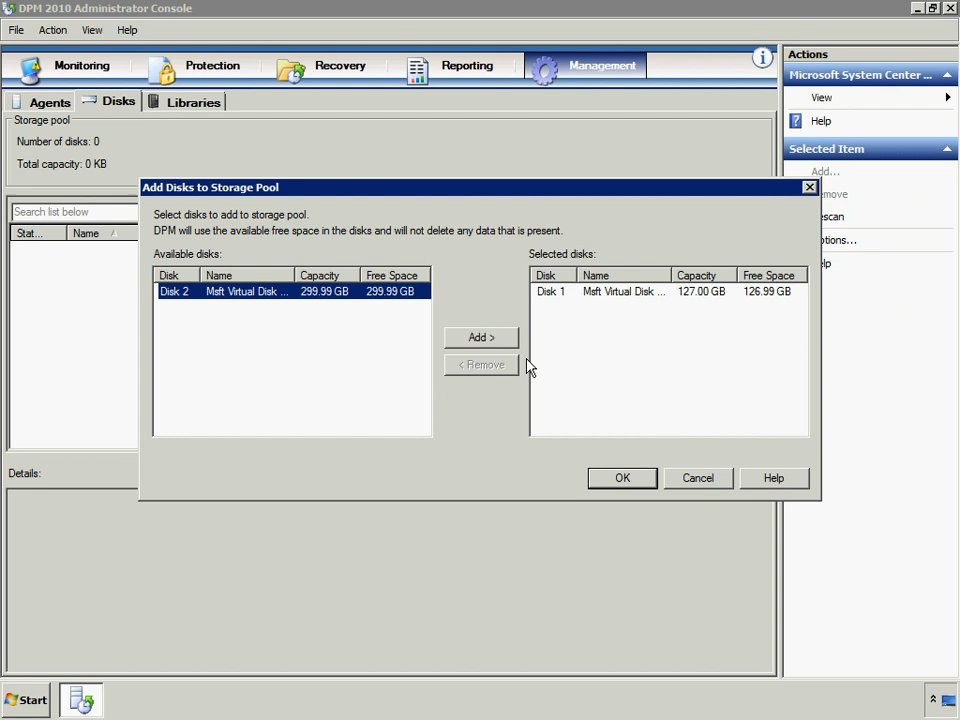 DPM 2010 Administrator Console
File Action View Help
Monitoring Protection Recovery Reporting Management
Agents Disks Libraries
Storage pool
Number of disks: 0
Total capacity: 0 KB
Search list below
Stat... Name
Details:
Add Disks to Storage Pool
Select disks to add to storage pool.
DPM will use the available free space in the disks and will not delete any data that is present.
Available disks:
Disk Name Capacity Free Space
Disk 2 Msft Virtual Disk ... 299.99 GB 299.99 GB
Add >
< Remove
Selected disks:
Disk Name Capacity Free Space
Disk 1 Msft Virtual Disk ... 127.00 GB 126.99 GB
OK Cancel Help
Actions
Microsoft System Center ...
View
Help
Selected Item
Add...
emove
escan
ptions...
elp
Start